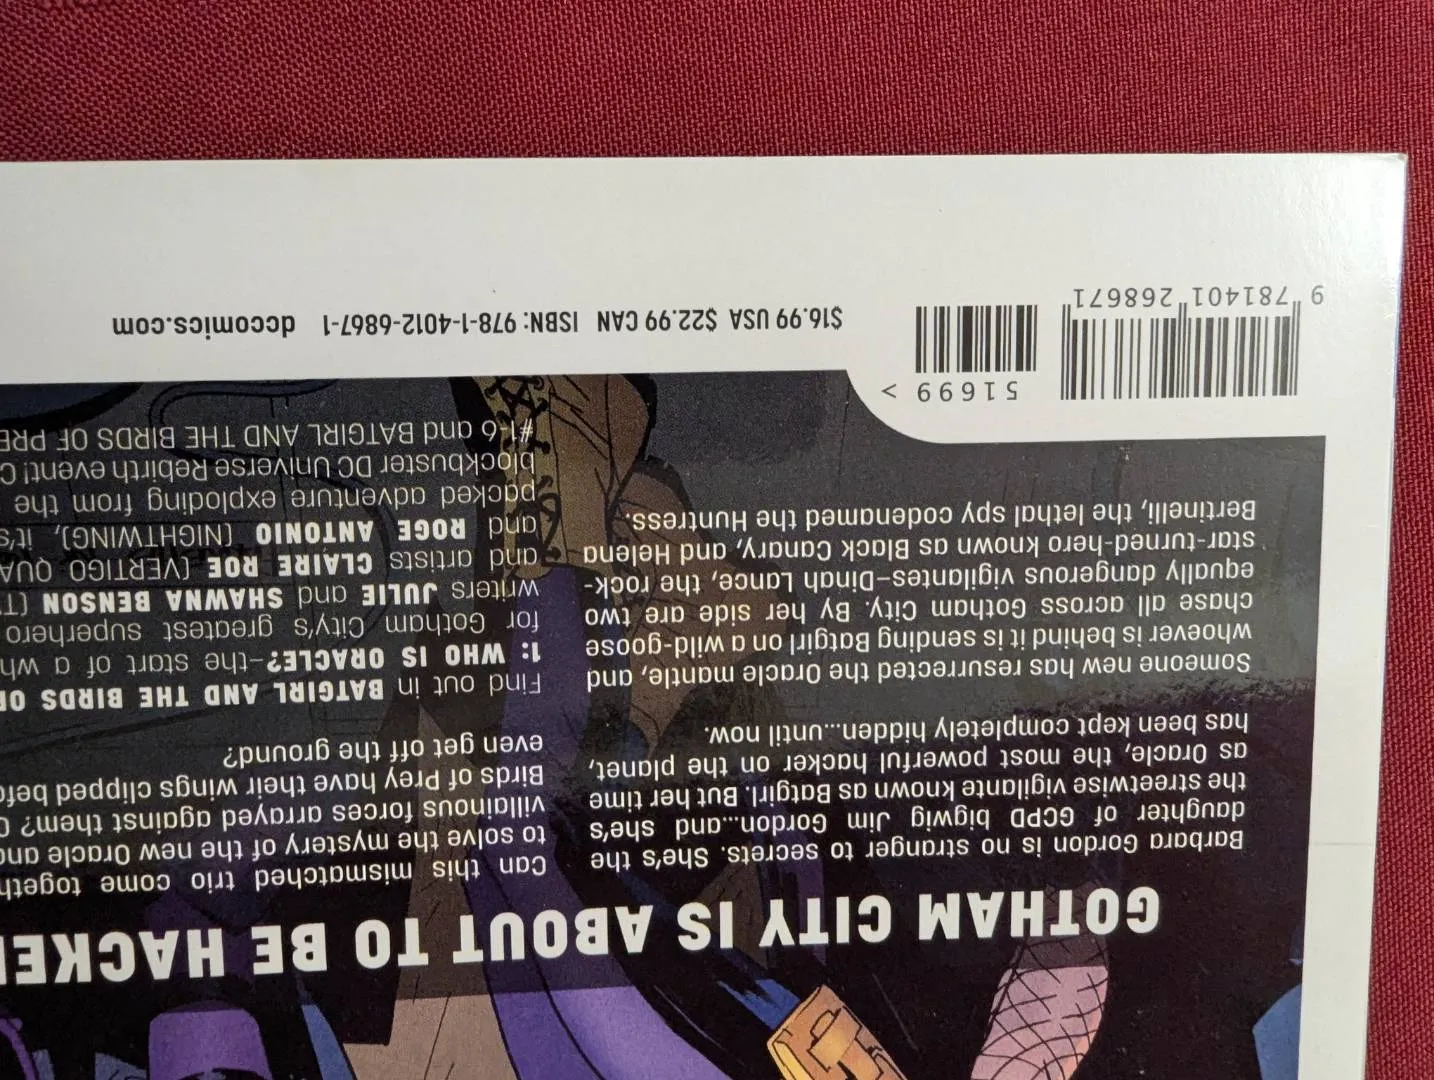 GOTHAM CITY IS ABOUT TO BE HACKE
Barbara Gordon is no stranger to secrets. She's the
daughter of GCPD bigwig Jim Gordon...and she's
the streetwise vigilante known as Batgirl. But her time
as Oracle, the most powerful hacker on the planet,
has been kept completely hidden...until now.
Someone new has resurrected the Oracle mantle, and
whoever is behind it is sending Batgirl on a wild-goose
chase all across Gotham City. By her side are two
equally dangerous vigilantes–Dinah Lance, the rock-
star-turned-hero known as Black Canary, and Helena
Bertinelli, the lethal spy codenamed the Huntress.
Can this mismatched trio come togeth
to solve the mystery of the new Oracle and
villainous forces arrayed against them? O
Birds of Prey have their wings clipped befo
even get off the ground?
Find out in BATGIRL AND THE BIRDS OF
1: WHO IS ORACLE?–the start of a wh
for Gotham City's greatest superhero
writers JULIE and SHAWNA BENSON (T
and artists CLAIRE ROE (VERTIGO QUA
and ROGE ANTONIO (NIGHTWING), it's
packed adventure exploding from the
blockbuster DC Universe Rebirth event! C
#1-6 and BATGIRL AND THE BIRDS OF PRE
51699 >
9 781401 268671
$16.99 USA $22.99 CAN ISBN: 978-1-4012-6867-1 dccomics.com